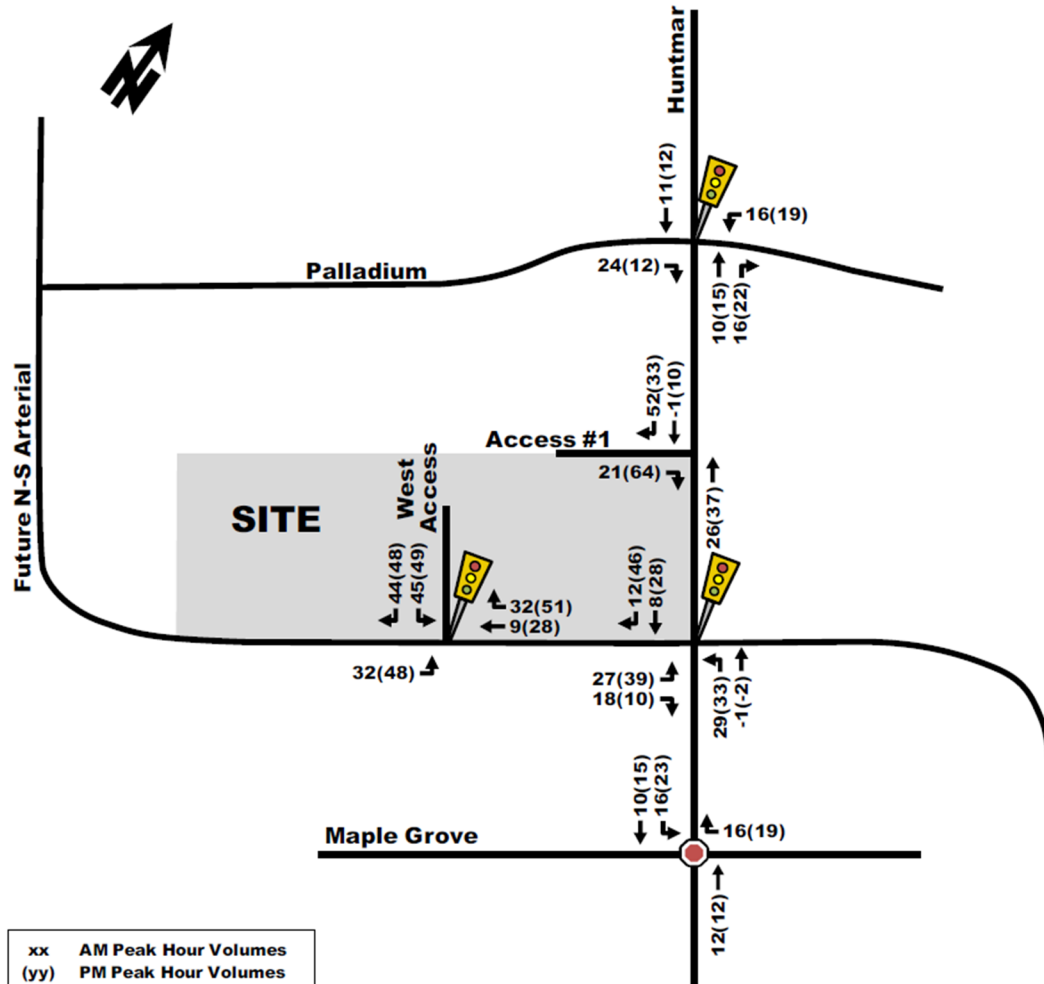 N
Huntmar
11(12)
16(19)
Palladium
24(12)
10(15)
16(22)
Future N-S Arterial
52(33)
-1(10)
Access #1
21(64)
West
Access
SITE
26(37)
44(48)
45(49)
32(51)
9(28)
12(46)
8(28)
32(48)
27(39)
18(10)
29(33)
-1(-2)
10(15)
16(23)
Maple Grove
16(19)
12(12)
xx AM Peak Hour Volumes
(yy) PM Peak Hour Volumes